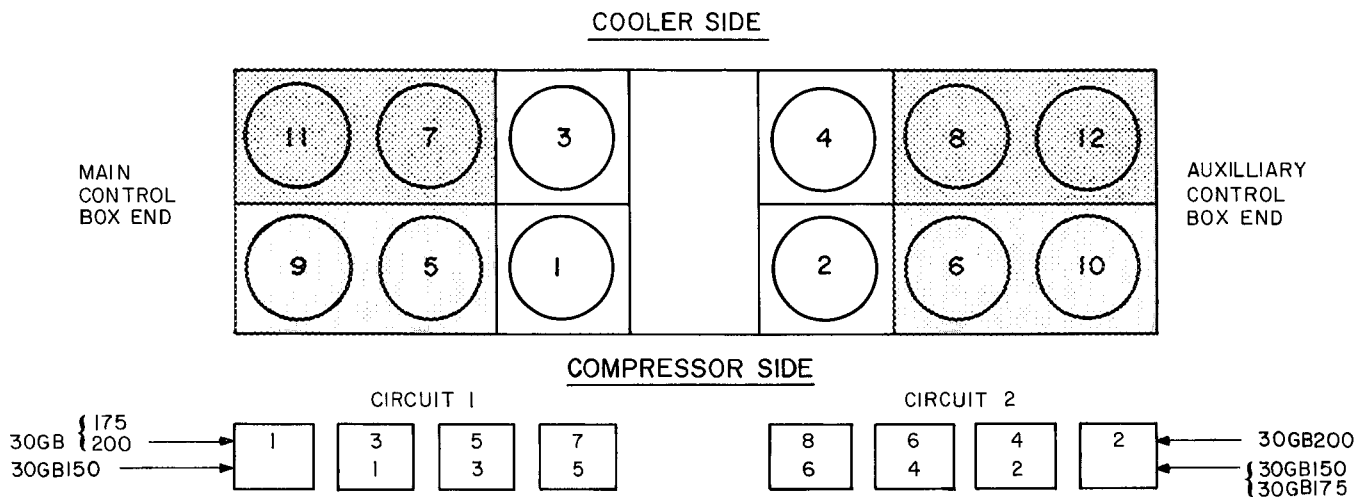 COOLER SIDE
11 7 3 4 8 12
MAIN
CONTROL
BOX END
AUXILLIARY
CONTROL
BOX END
9 5 1 2 6 10
COMPRESSOR SIDE
CIRCUIT 1 CIRCUIT 2
30GB { 175
200
1 3 5 7 8 6 4 2
30GB200
30GB150
1 3 5 6 4 2
{ 30GB150
30GB175